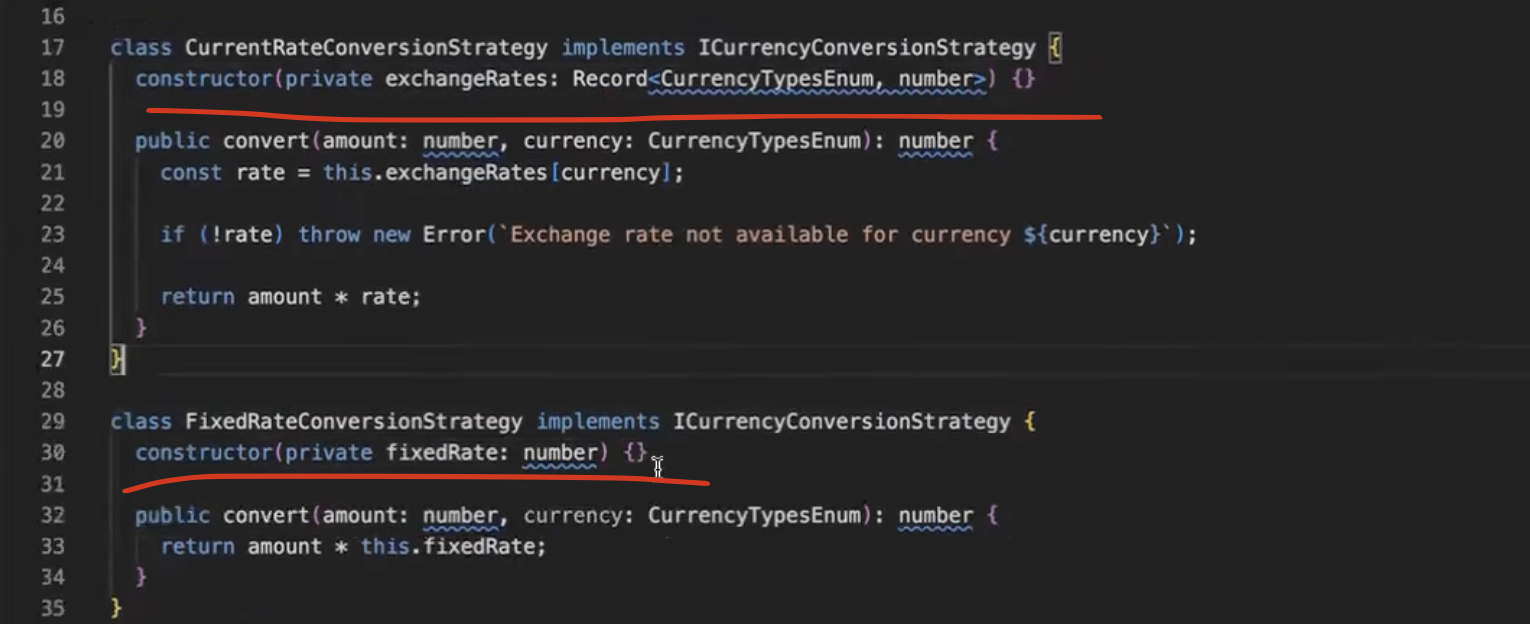 16
17 class CurrentRateConversionStrategy implements ICurrencyConversionStrategy {
18 constructor(private exchangeRates: Record<CurrencyTypesEnum, number>) {}
19
20 public convert(amount: number, currency: CurrencyTypesEnum): number {
21 const rate = this.exchangeRates[currency];
22
23 if (!rate) throw new Error(`Exchange rate not available for currency ${currency}`);
24
25 return amount * rate;
26 }
27 }
28
29 class FixedRateConversionStrategy implements ICurrencyConversionStrategy {
30 constructor(private fixedRate: number) {}
31
32 public convert(amount: number, currency: CurrencyTypesEnum): number {
33 return amount * this.fixedRate;
34 }
35 }